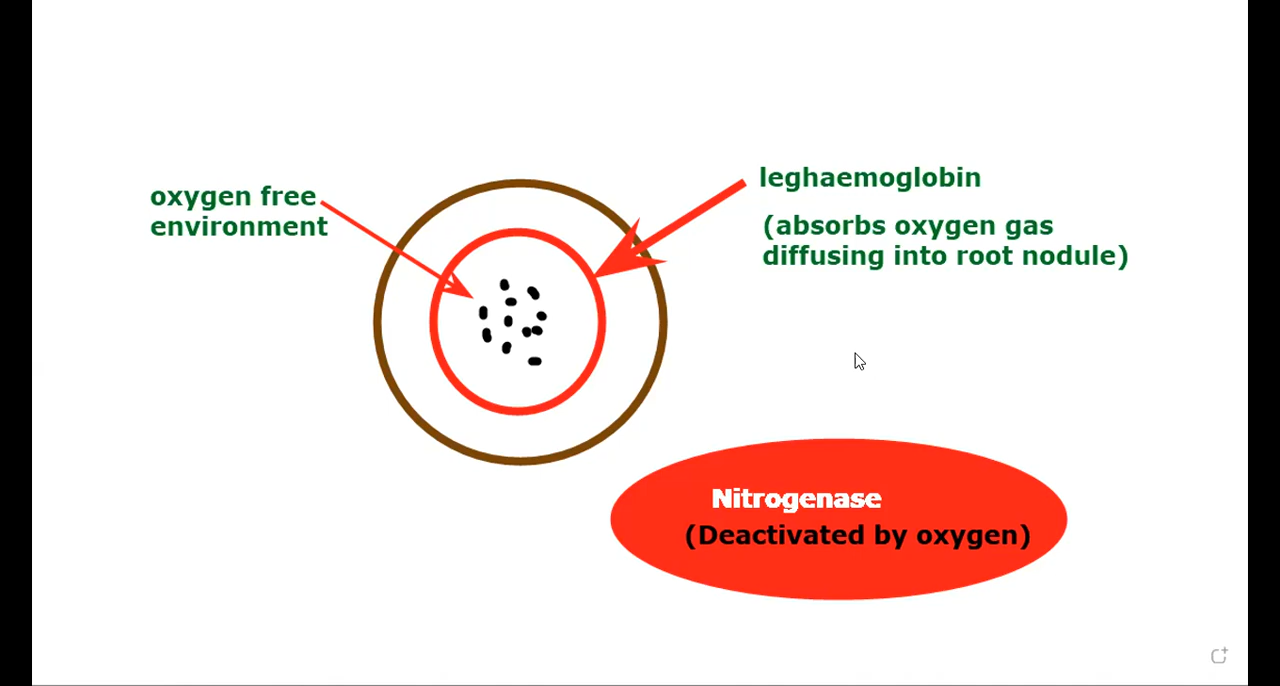 oxygen free
environment
leghaemoglobin
(absorbs oxygen gas
diffusing into root nodule)
Nitrogenase
(Deactivated by oxygen)